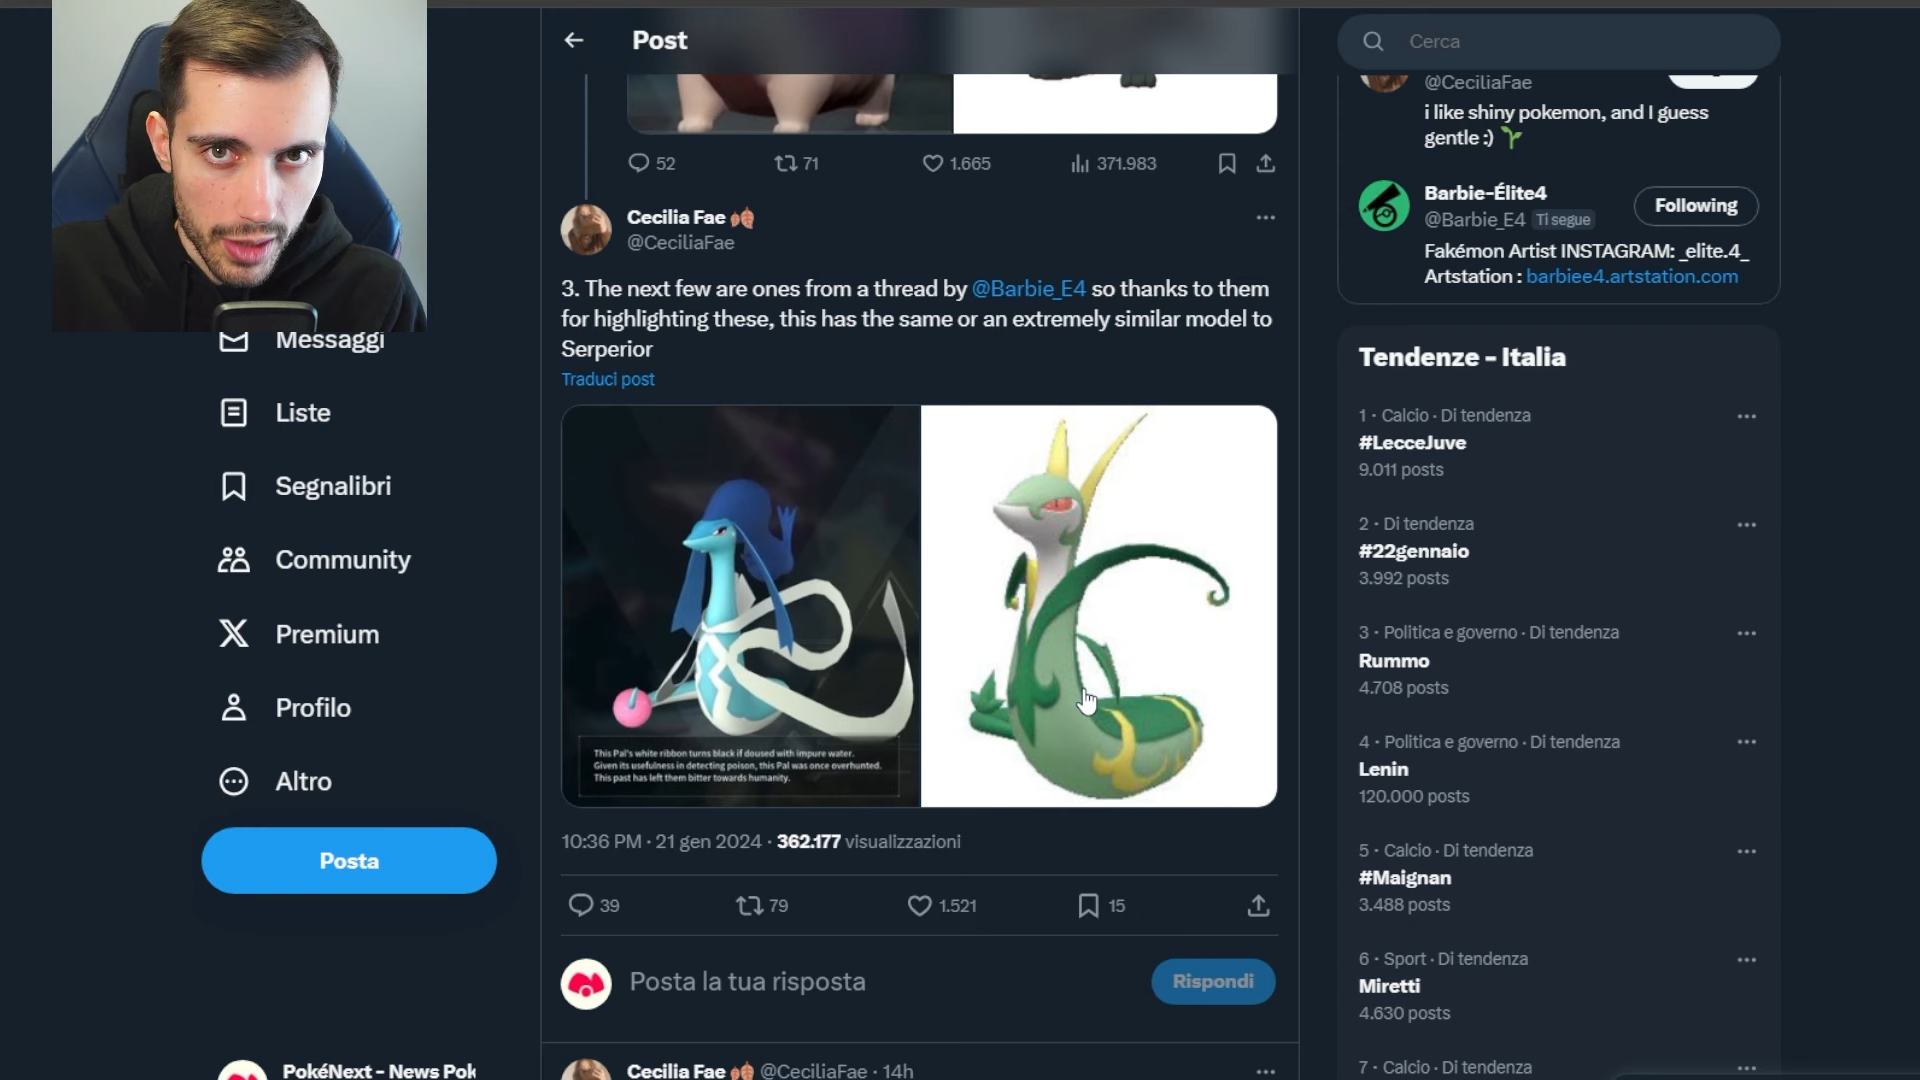 Post
Cerca
52
71
1.665
371.983
@CeciliaFae
i like shiny pokemon, and I guess
gentle :)
Barbie-Élite4
@Barbie_E4 Ti segue
Following
Fakémon Artist INSTAGRAM: _elite.4_
Artstation : barbiee4.artstation.com
Cecilia Fae
@CeciliaFae
3. The next few are ones from a thread by @Barbie_E4 so thanks to them
for highlighting these, this has the same or an extremely similar model to
Serperior
Traduci post
This Pal's white ribbon turns black if doused with impure water.
Given its usefulness in detecting poison, this Pal was once overhunted.
This past has left them bitter towards humanity.
10:36 PM · 21 gen 2024 · 362.177 visualizzazioni
39
79
1.521
15
Posta la tua risposta
Rispondi
Cecilia Fae @CeciliaFae · 14h
Messaggi
Liste
Segnalibri
Community
Premium
Profilo
Altro
Posta
PokéNext - News Pok
Tendenze - Italia
1 · Calcio · Di tendenza
#LecceJuve
9.011 posts
2 · Di tendenza
#22gennaio
3.992 posts
3 · Politica e governo · Di tendenza
Rummo
4.708 posts
4 · Politica e governo · Di tendenza
Lenin
120.000 posts
5 · Calcio · Di tendenza
#Maignan
3.488 posts
6 · Sport · Di tendenza
Miretti
4.630 posts
7 · Calcio · Di tendenza